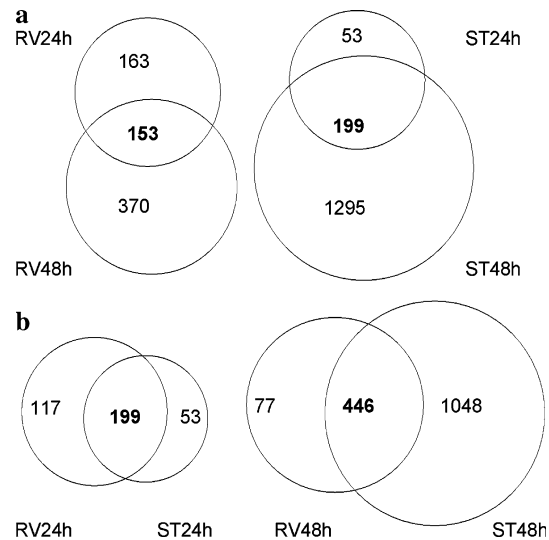 a
RV24h
163
153
370
RV48h
53
ST24h
199
1295
ST48h
b
117
199
53
RV24h
ST24h
77
446
1048
RV48h
ST48h